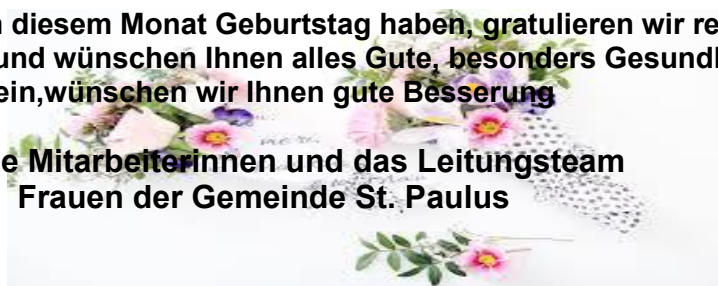 diesem Monat Geburtstag haben, gratulieren wir
und wünschen Ihnen alles Gute, besonders
ein,wünschen wir Ihnen gute Besserung
Mitarbeiterinnen und das Leitungsteam
Frauen der Gemeinde St. Paulus